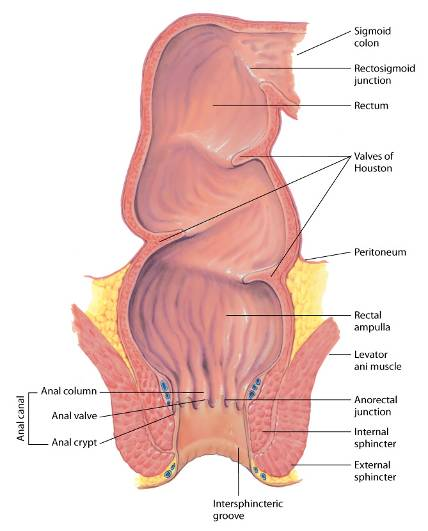 Sigmoid
colon
Rectosigmoid
junction
Rectum
Valves of
Houston
Peritoneum
Rectal
ampulla
Levator
ani muscle
Anal canal
Anal column
Anal valve
Anal crypt
Anorectal
junction
Internal
sphincter
External
sphincter
Intersphincteric
groove